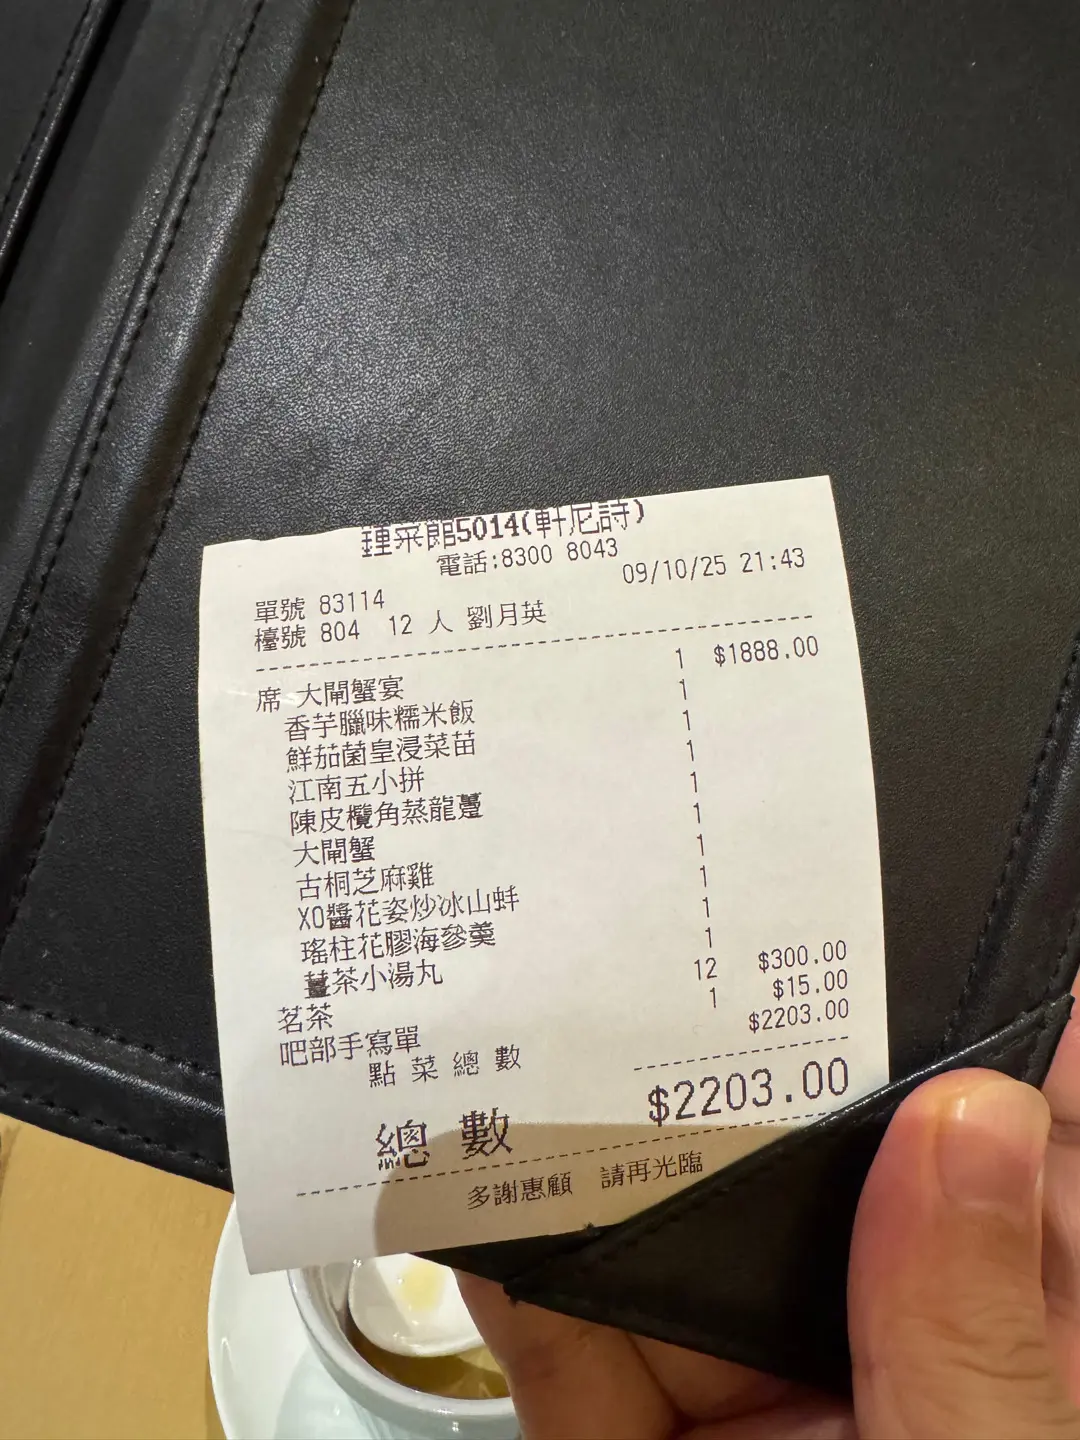 鍾菜館5014(軒尼詩)
電話:8300 8043
09/10/25 21:43
單號 83114
檯號 804 12 人 劉月英
席 大閘蟹宴 1 $1888.00
香芋臘味糯米飯 1
鮮茄菌皇浸菜苗 1
江南五小拼 1
陳皮欖角蒸龍躉 1
大閘蟹 1
古桐芝麻雞 1
XO醬花姿炒冰山蚌 1
瑤柱花膠海參羹 1
薑茶小湯丸 1
茗茶 12 $300.00
吧部手寫單 1 $15.00
點 菜 總 數 $2203.00
總 數 $2203.00
多謝惠顧 請再光臨